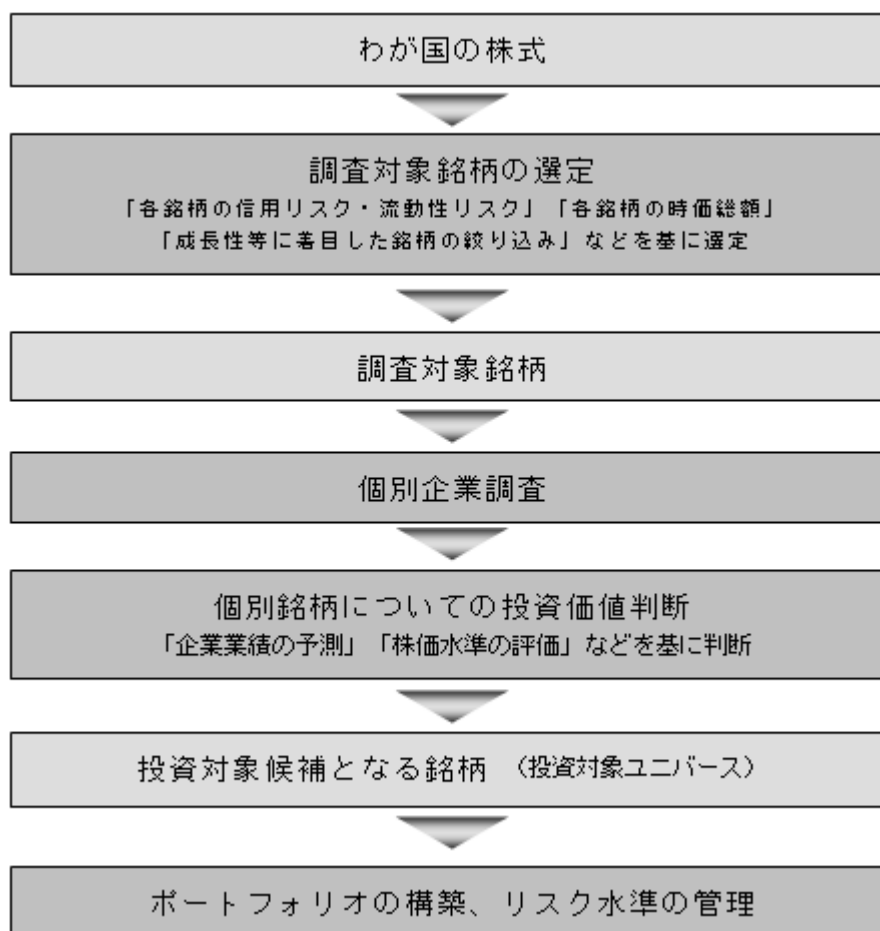 わが国の株式
調査対象銘柄の選定
「各銘柄の信用リスク・流動性リスク」「各銘柄の時価総額」
「成長性等に着目した銘柄の絞り込み」などを基に選定
調査対象銘柄
個別企業調査
個別銘柄についての投資価値判断
「企業業績の予測」「株価水準の評価」などを基に判断
投資対象候補となる銘柄 (投資対象ユニバース)
ポートフォリオの構築、リスク水準の管理